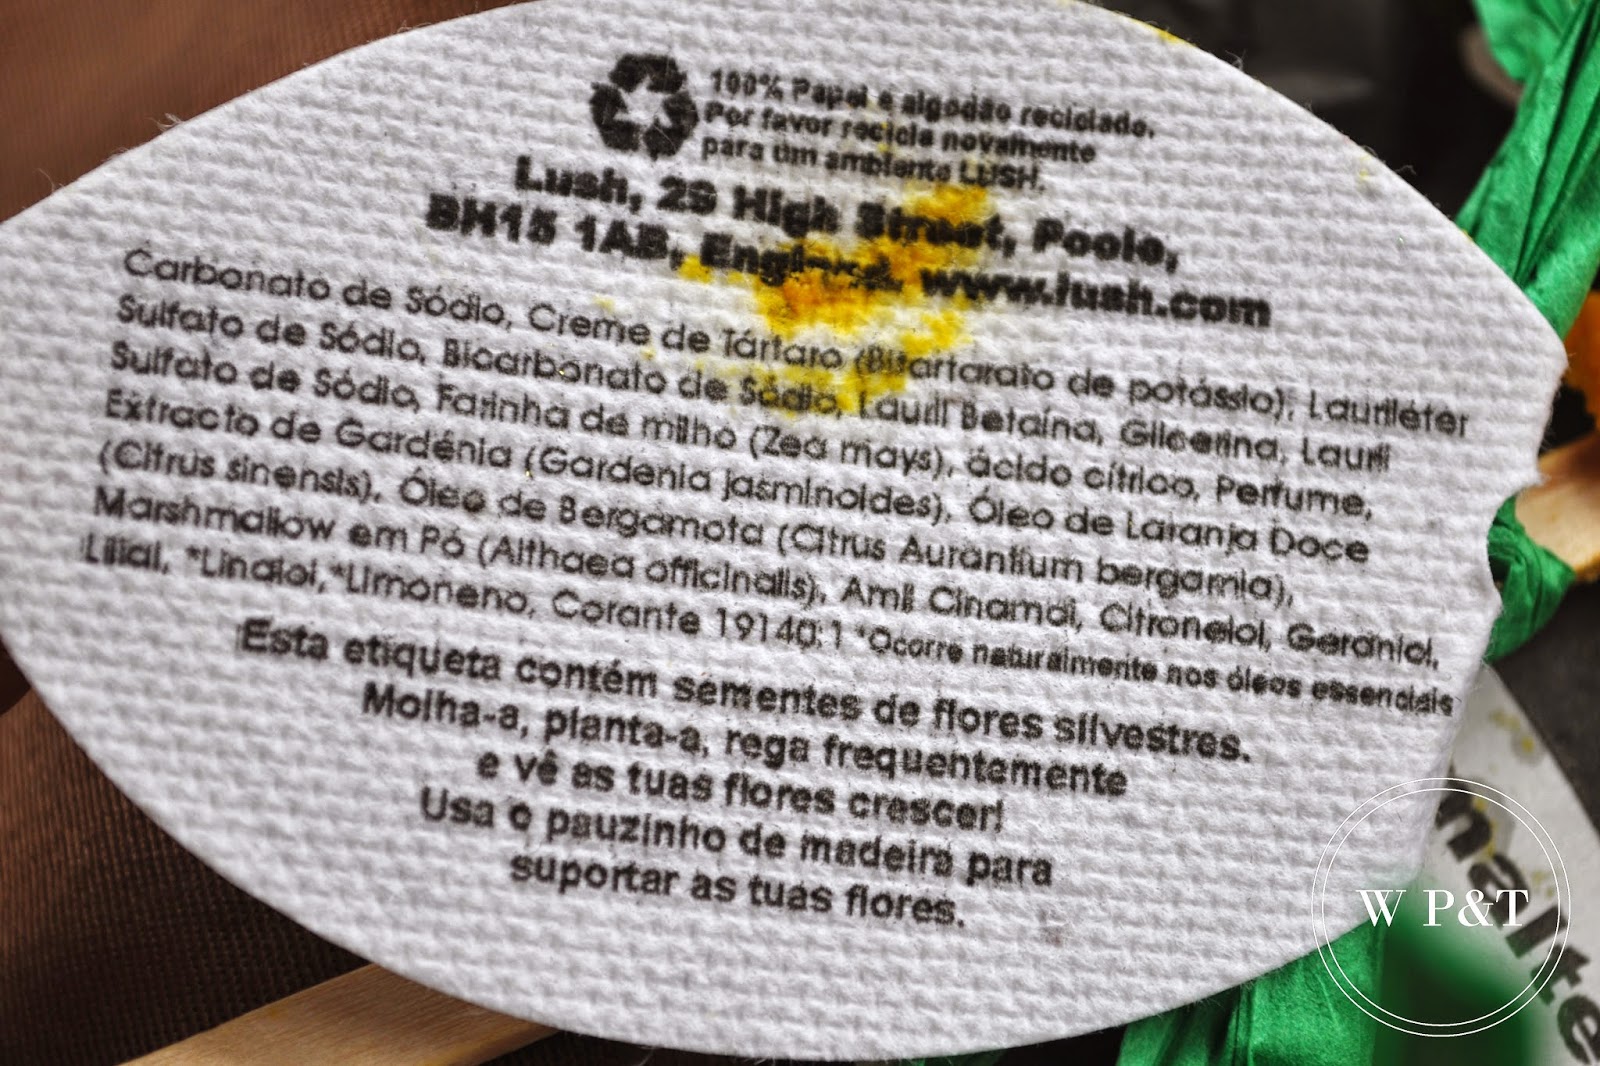 100% Papel e algodão reciclado.
Por favor recicla novamente
para um ambiente LUSH.
Lush, 29 High Street, Poole,
BH15 1AB, England. www.lush.com
Carbonato de Sódio, Creme de Tártaro (Bitartarato de potássio), Lauriléter
Sulfato de Sódio, Bicarbonato de Sódio, Lauril Betaína, Glicerina, Lauril
Sulfato de Sódio, Farinha de milho (Zea mays), ácido cítrico, Perfume,
Extracto de Gardénia (Gardenia jasminoides), Óleo de Laranja Doce
(Citrus sinensis), Óleo de Bergamota (Citrus Aurantium bergamia),
Marshmallow em Pó (Althaea officinalis), Amil Cinamal, Citronelol, Geraniol,
Lilial, *Linalol,*Limoneno, Corante 19140:1 *Ocorre naturalmente nos óleos essenciais
Esta etiqueta contém sementes de flores silvestres.
Molha-a, planta-a, rega frequentemente
e vê as tuas flores crescer!
Usa o pauzinho de madeira para
suportar as tuas flores.
W P&T